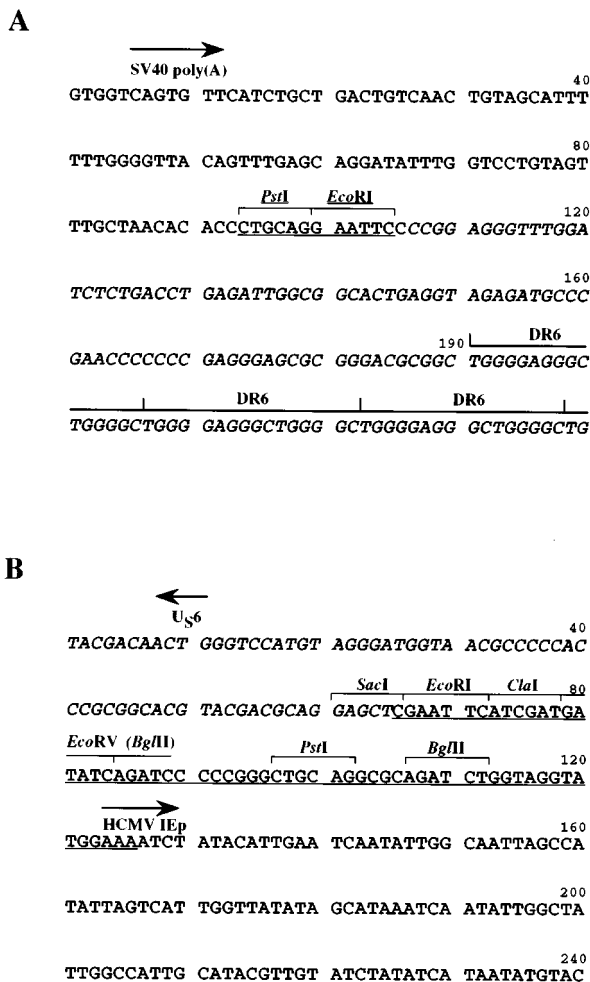 A
SV40 poly(A)
40
GTGGTCAGTG TTCATCTGCT GACTGTCAAC TGTAGCATTT
80
TTTGGGGTTA CAGTTTGAGC AGGATATTTG GTCCTGTAGT
PstI EcoRI
120
TTGCTAACAC ACCCTGCAGG AATTCCCCGG AGGGTTTGGA
160
TCTCTGACCT GAGATTGGCG GCACTGAGGT AGAGATGCCC
190 DR6
GAACCCCCCC GAGGGGAGCGC GGGACGCGGC TGGGGAGGGC
DR6 DR6
TGGGGCTGGG GAGGGCTGGG GCTGGGGAGG GCTGGGGCTG
B
US6
40
TACGACAACT GGGTCCATGT AGGGATGGTA ACGCCCCCAC
SacI EcoRI ClaI 80
CCGCGGCACG TACGACGCAG GAGCTCGAAT TCATCGATGA
EcoRV (BglII) PstI BglII 120
TATCAGATCC CCCGGGCTGC AGGCGCAGAT CTGGTAGGTA
HCMV IEp
160
TGGAAAATCT ATACATTGAA TCAATATTGG CAATTAGCCA
200
TATTAGTCAT TGGTTATATA GCATAAATCA ATATTGGCTA
240
TTGGCCATTG CATACGTTGT ATCTATATCA TAATATGTAC